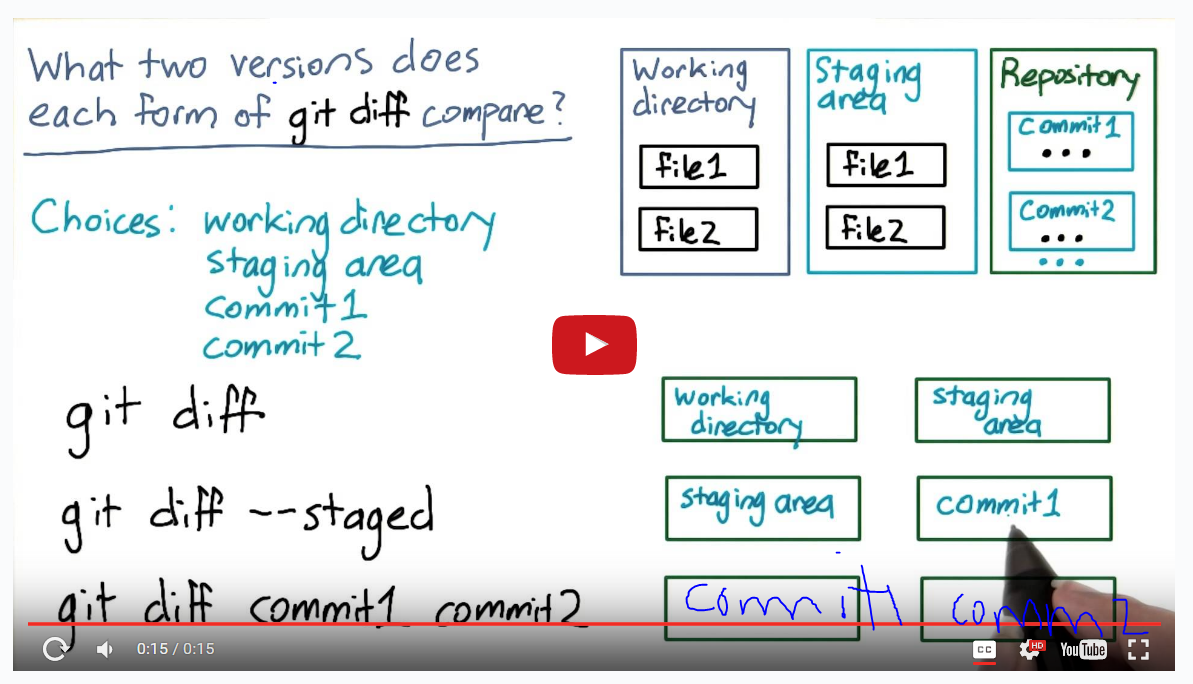 What two versions does
each form of git diff compare?
Choices: working directory
staging area
commit1
commit2
Working
directory
file1
file2
Staging
area
file1
file2
Repository
Commit1
...
Commit2
...
...
git diff
working
directory
staging
area
git diff --staged
staging area
commit1
git diff commit1 commit2
commit1
comm2
0:15 / 0:15
CC
HD
YouTube